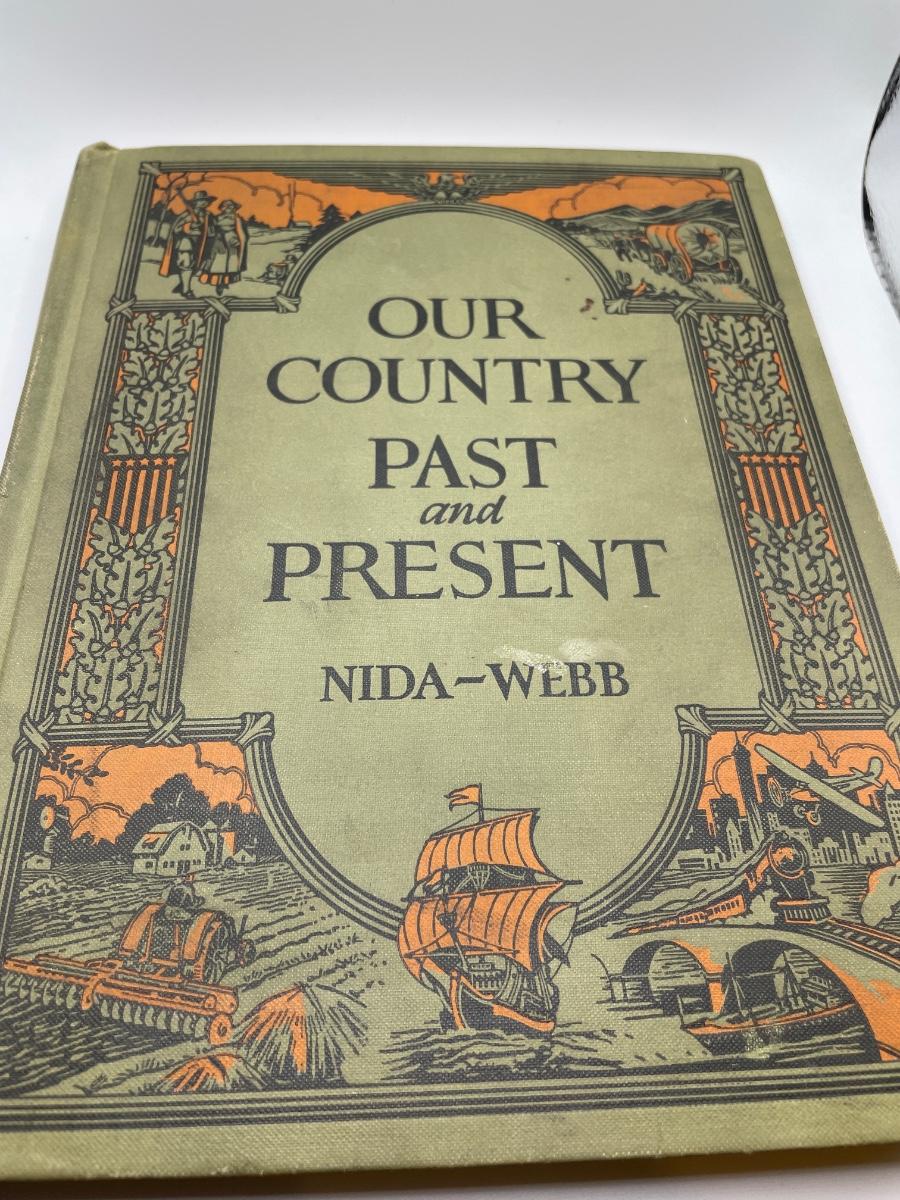 OUR
COUNTRY
PAST
and
PRESENT
NIDA-WEBB